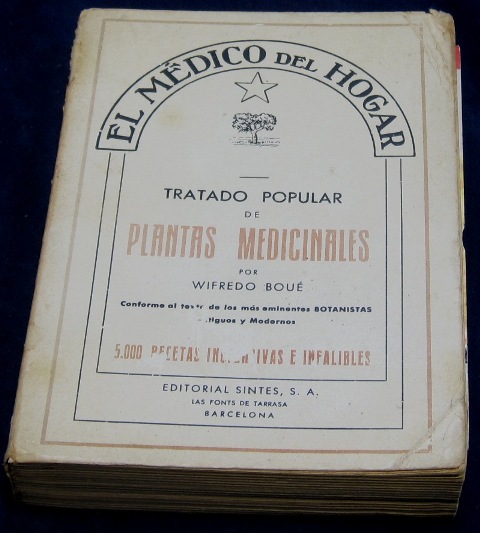 EL MÉDICO DEL HOGAR
TRATADO POPULAR
DE
PLANTAS MEDICINALES
POR
WIFREDO BOUÉ
Conforme al de los más eminentes BOTANISTAS
y Modernos
5.000 RECETAS E INFALIBLES
EDITORIAL SINTES, S. A.
LAS FONTS DE TARRASA
BARCELONA